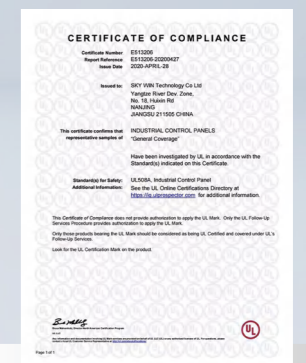 CERTIFICATE OF COMPLIANCE
Certificate Number E513206
Report Reference E513206-20200427
Issue Date 2020-APRIL-28
Issued to: SKY WIN Technology Co Ltd
Yangtze River Dev. Zone,
No. 18, Huixin Rd
NANJING
JIANGSU 211505 CHINA
This certificate confirms that INDUSTRIAL CONTROL PANELS
representative samples of "General Coverage"
Have been investigated by UL in accordance with the
Standard(s) indicated on this Certificate.
Standard(s) for Safety: UL508A, Industrial Control Panel
Additional Information: See the UL Online Certifications Directory at
https://iq.ulprospector.com for additional information.
This Certificate of Compliance does not provide authorization to apply the UL Mark. Only the UL Follow-Up
Services Procedure provides authorization to apply the UL Mark.
Only those products bearing the UL Mark should be considered as being UL Certified and covered under UL's
Follow-Up Services.
Look for the UL Certification Mark on the product.
UL
Page 1 of 1